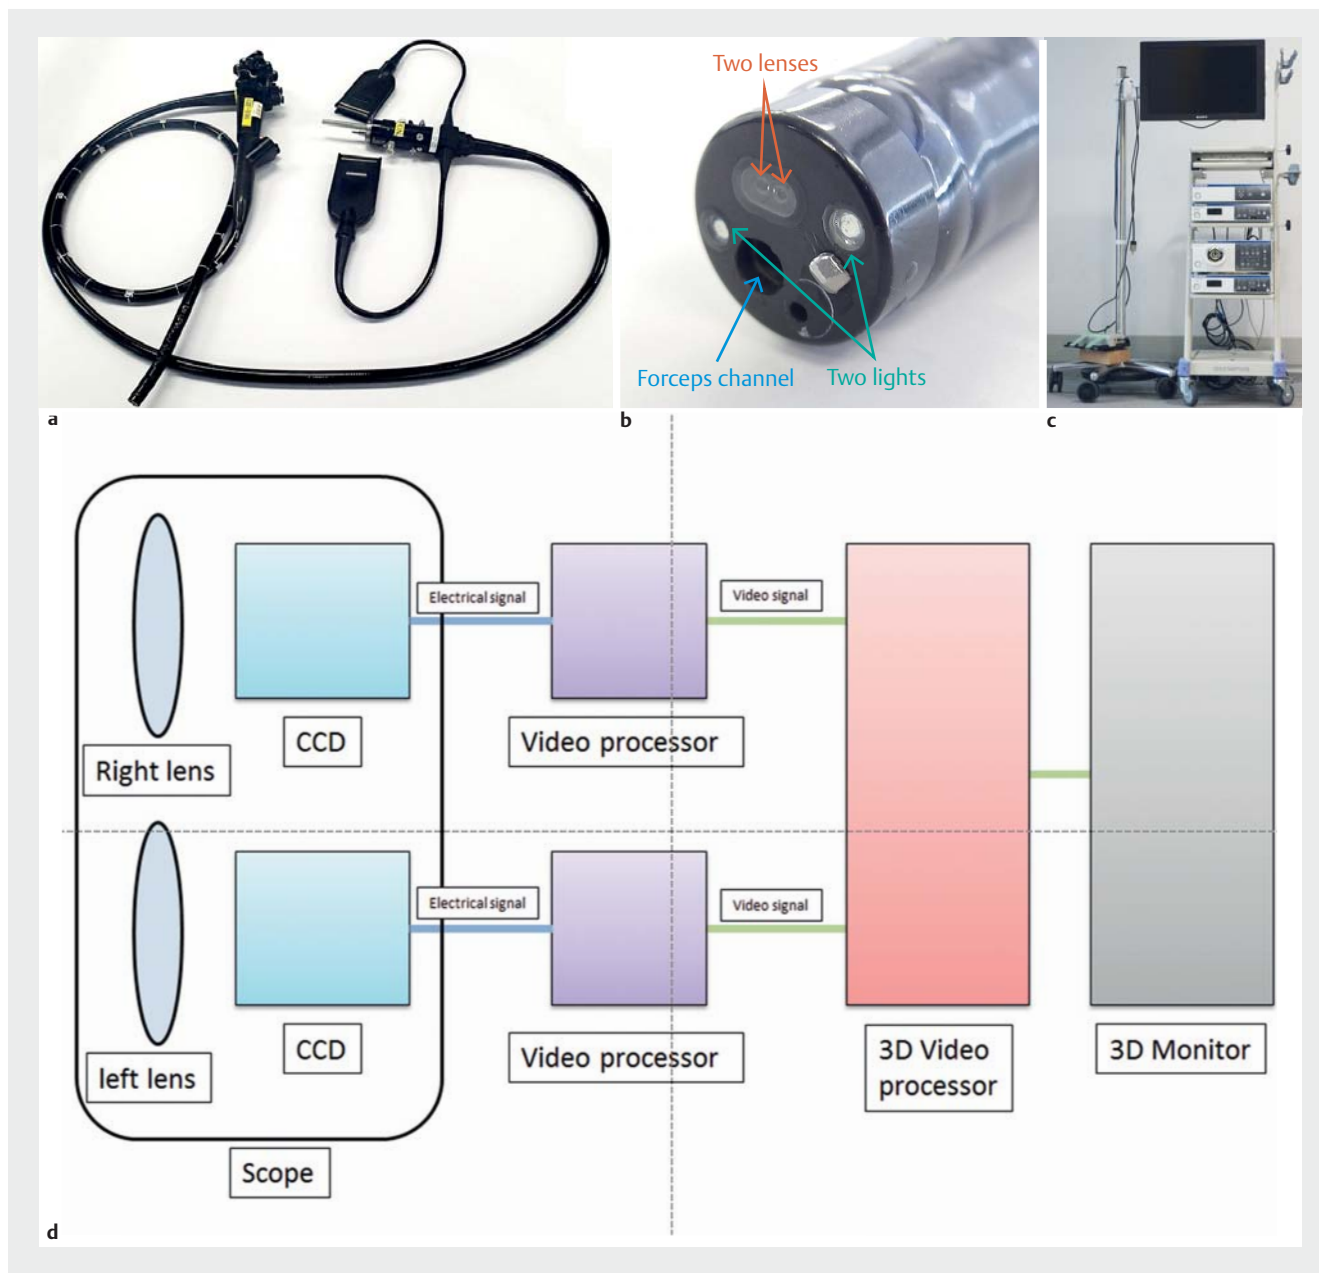 Two lenses
Forceps channel
Two lights
a
b
c
Electrical signal
Video signal
CCD
Video processor
Right lens
Electrical signal
Video signal
CCD
Video processor
3D Video
processor
3D Monitor
left lens
Scope
d